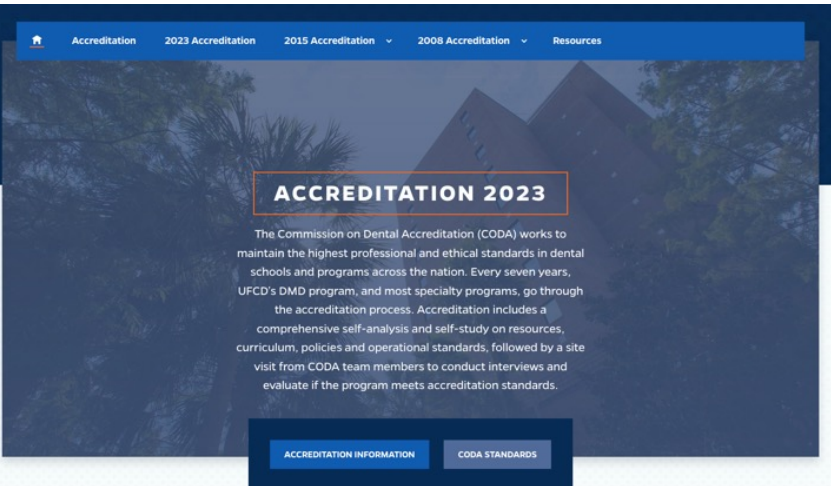 Accreditation 2023 Accreditation 2015 Accreditation 2008 Accreditation Resources
ACCREDITATION 2023
The Commission on Dental Accreditation (CODA) works to
maintain the highest professional and ethical standards in dental
schools and programs across the nation. Every seven years,
UFCD's DMD program, and most specialty programs, go through
the accreditation process. Accreditation includes a
comprehensive self-analysis and self-study on resources,
curriculum, policies and operational standards, followed by a site
visit from CODA team members to conduct interviews and
evaluate if the program meets accreditation standards.
ACCREDITATION INFORMATION CODA STANDARDS